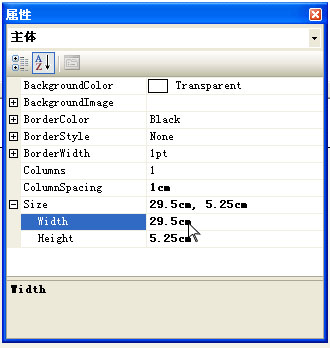 属性
主体
BackgroundColor Transparent
BackgroundImage
BorderColor Black
BorderStyle None
BorderWidth 1pt
Columns 1
ColumnSpacing 1cm
Size 29.5cm, 5.25cm
Width 29.5cm
Height 5.25cm
Width